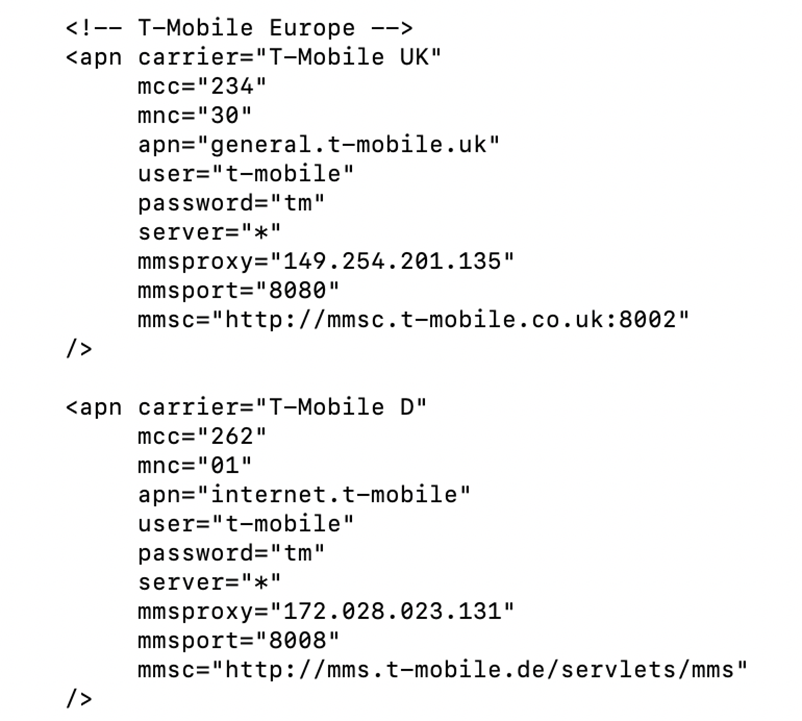 <!-- T-Mobile Europe -->
<apn carrier="T-Mobile UK"
mcc="234"
mnc="30"
apn="general.t-mobile.uk"
user="t-mobile"
password="tm"
server="*"
mmsproxy="149.254.201.135"
mmsport="8080"
mmsc="http://mmsc.t-mobile.co.uk:8002"
/>
<apn carrier="T-Mobile D"
mcc="262"
mnc="01"
apn="internet.t-mobile"
user="t-mobile"
password="tm"
server="*"
mmsproxy="172.028.023.131"
mmsport="8008"
mmsc="http://mms.t-mobile.de/servlets/mms"
/>